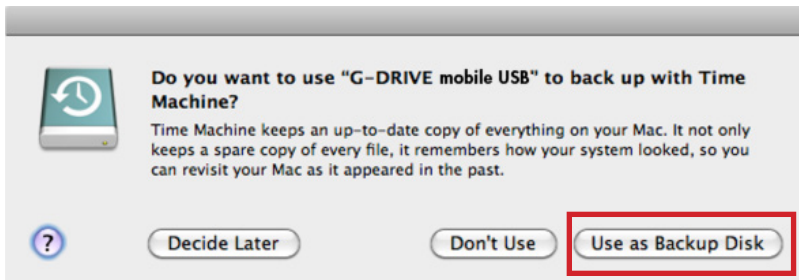 Do you want to use “G-DRIVE mobile USB" to back up with Time
Machine?
Time Machine keeps an up-to-date copy of everything on your Mac. It not only
keeps a spare copy of every file, it remembers how your system looked, so you
can revisit your Mac as it appeared in the past.
? Decide Later Don't Use Use as Backup Disk